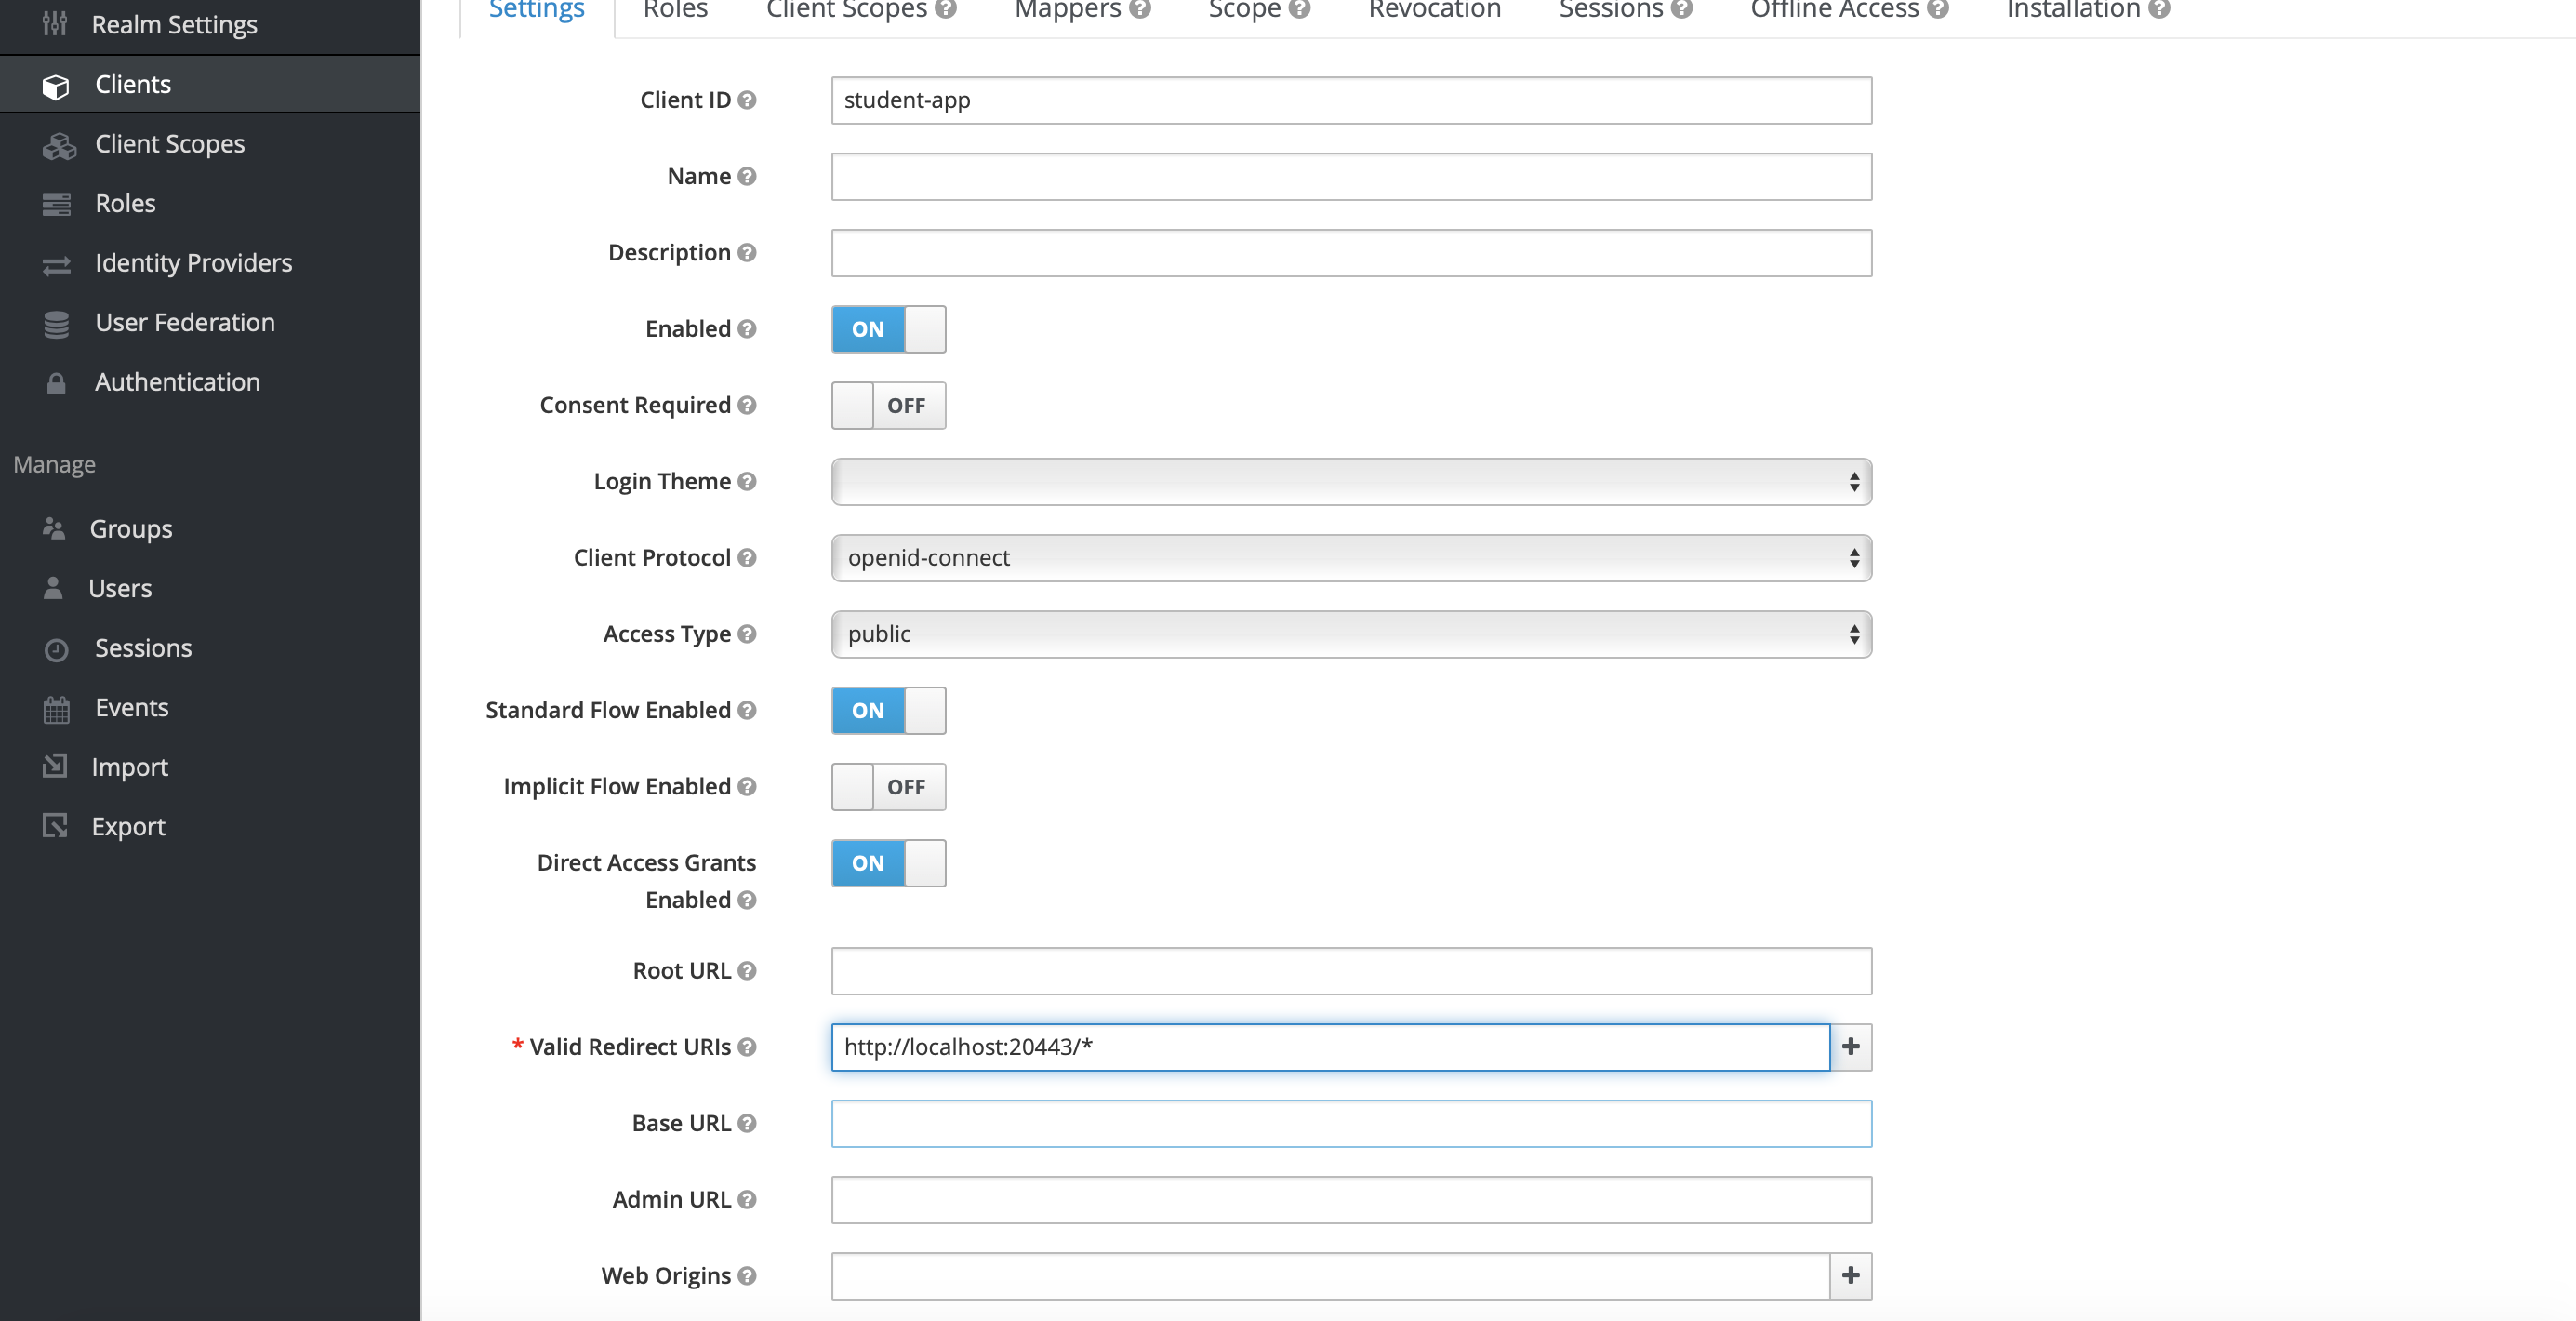 Realm Settings
Clients
Client Scopes
Roles
Identity Providers
User Federation
Authentication
Manage
Groups
Users
Sessions
Events
Import
Export
Settings Roles Client Scopes Mappers Scope Revocation Sessions Offline Access Installation
Client ID student-app
Name
Description
Enabled ON
Consent Required OFF
Login Theme
Client Protocol openid-connect
Access Type public
Standard Flow Enabled ON
Implicit Flow Enabled OFF
Direct Access Grants ON
Enabled
Root URL
* Valid Redirect URIs http://localhost:20443/*
Base URL
Admin URL
Web Origins